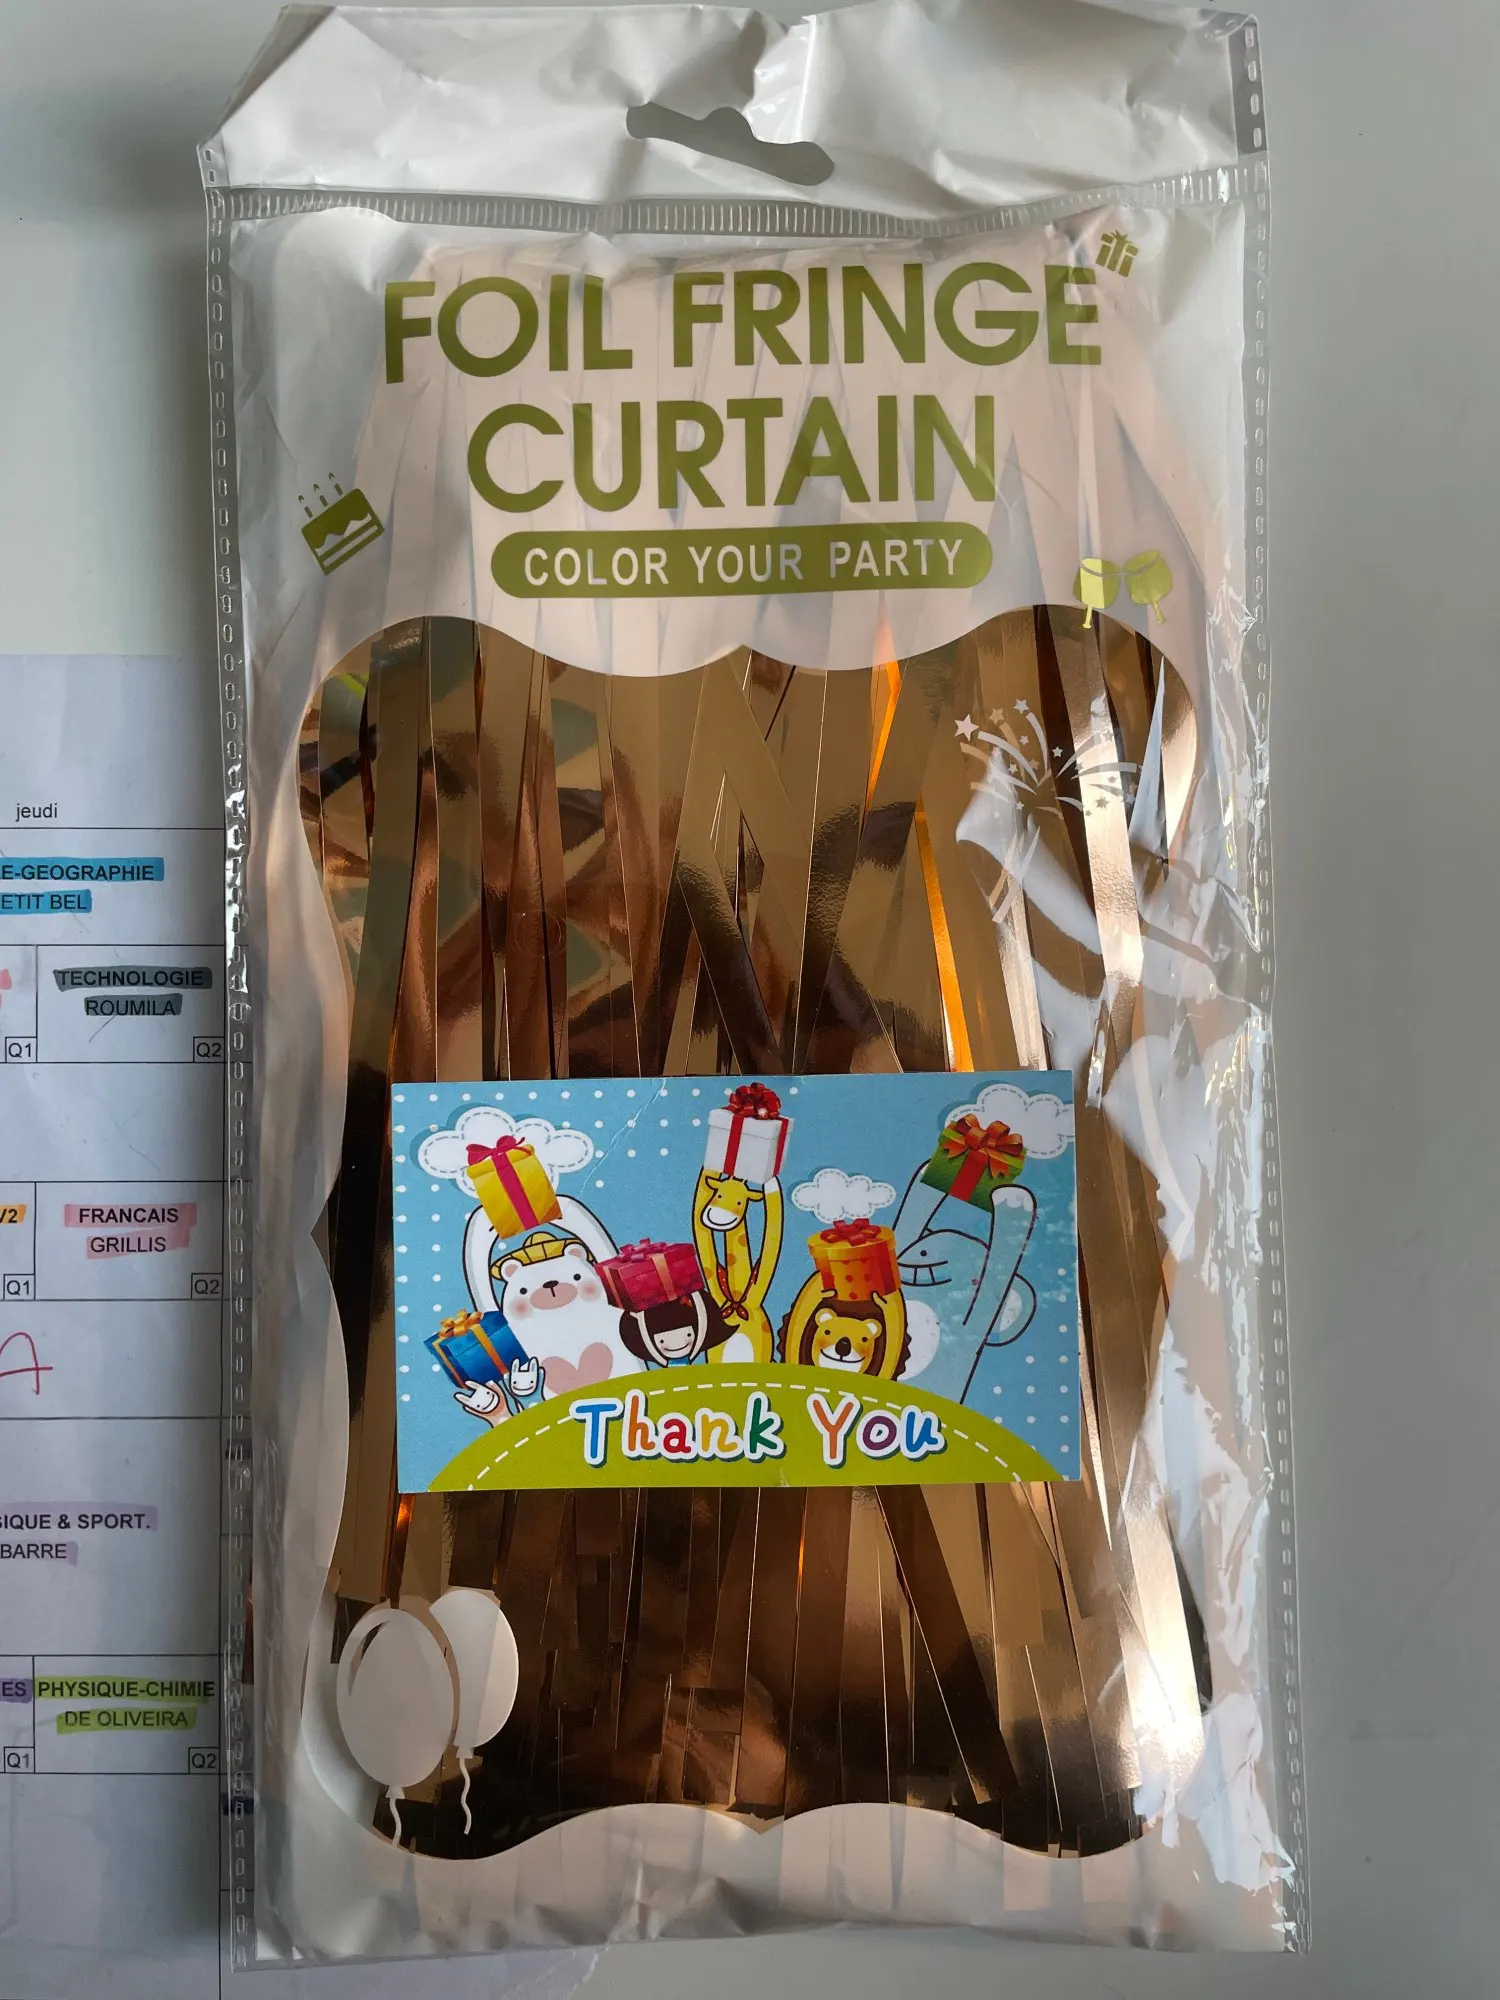 FOIL FRINGE
CURTAIN
COLOR YOUR PARTY
Thank You
jeudi
E-GEOGRAPHIE
ETIT BEL
TECHNOLOGIE
ROUMILA
Q1
Q2
/2
FRANCAIS
GRILLIS
Q1
Q2
SIQUE & SPORT.
BARRE
ES
PHYSIQUE-CHIMIE
DE OLIVEIRA
Q1
Q2